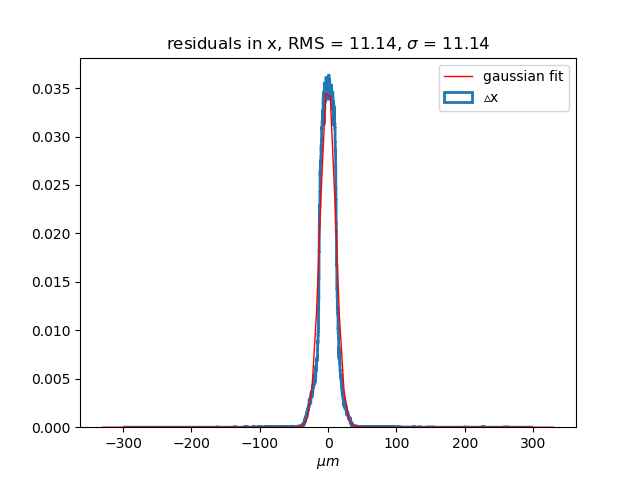 residuals in x, RMS = 11.14, σ = 11.14
gaussian fit
△x
0.035
0.030
0.025
0.020
0.015
0.010
0.005
0.000
−300 −200 −100 0 100 200 300
μm